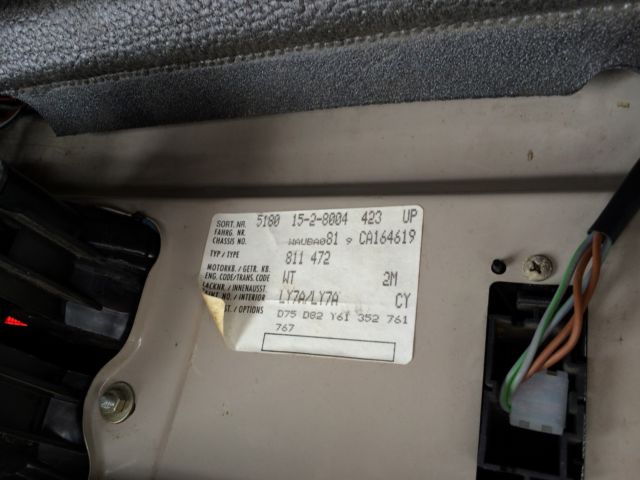 SORT. NR. 5180 15-2-8004 423 UP
FAHRG. NR.
CHASSIS NO. WAUBA081 9 CA164619
TYP / TYPE 811 472
MOTORKB. / GETR. KB.
ENG. CODE/TRANS. CODE WT 2M
LACKNR. / INNENAUSST.
NO. / INTERIOR LY7A/LY7A CY
/ OPTIONS D75 D82 Y61 352 761
767